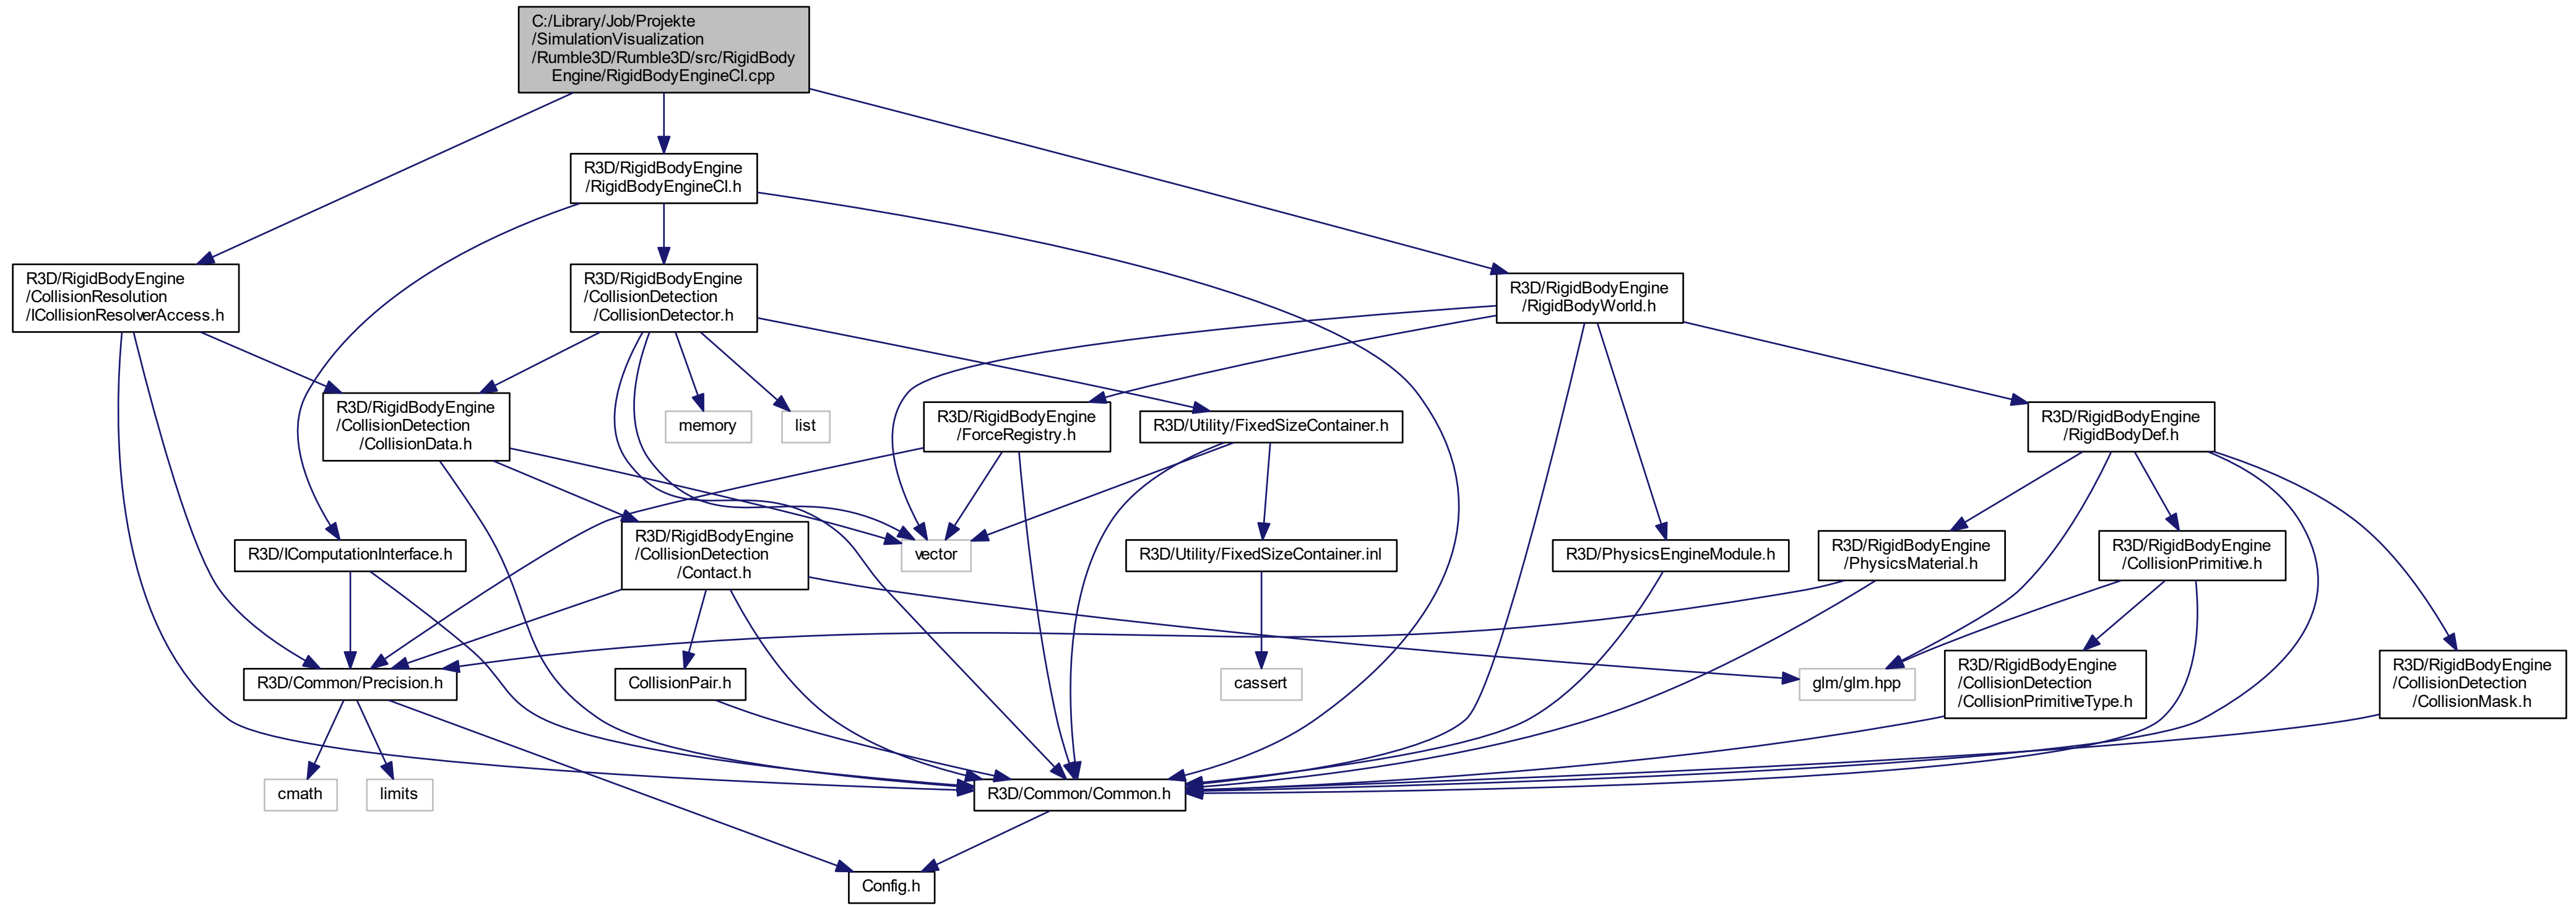 C:/Library/Job/Projekte
/SimulationVisualization
/Rumble3D/Rumble3D/src/RigidBody
Engine/RigidBodyEngineCI.cpp
R3D/RigidBodyEngine
/RigidBodyEngineCI.h
R3D/RigidBodyEngine
/CollisionResolution
/ICollisionResolverAccess.h
R3D/RigidBodyEngine
/CollisionDetection
/CollisionDetector.h
R3D/RigidBodyEngine
/RigidBodyWorld.h
R3D/RigidBodyEngine
/CollisionDetection
/CollisionData.h
memory
list
R3D/RigidBodyEngine
/ForceRegistry.h
R3D/Utility/FixedSizeContainer.h
R3D/RigidBodyEngine
/RigidBodyDef.h
R3D/IComputationInterface.h
R3D/RigidBodyEngine
/CollisionDetection
/Contact.h
vector
R3D/Utility/FixedSizeContainer.inl
R3D/PhysicsEngineModule.h
R3D/RigidBodyEngine
/PhysicsMaterial.h
R3D/RigidBodyEngine
/CollisionPrimitive.h
R3D/Common/Precision.h
CollisionPair.h
cassert
glm/glm.hpp
R3D/RigidBodyEngine
/CollisionDetection
/CollisionPrimitiveType.h
R3D/RigidBodyEngine
/CollisionDetection
/CollisionMask.h
cmath
limits
R3D/Common/Common.h
Config.h